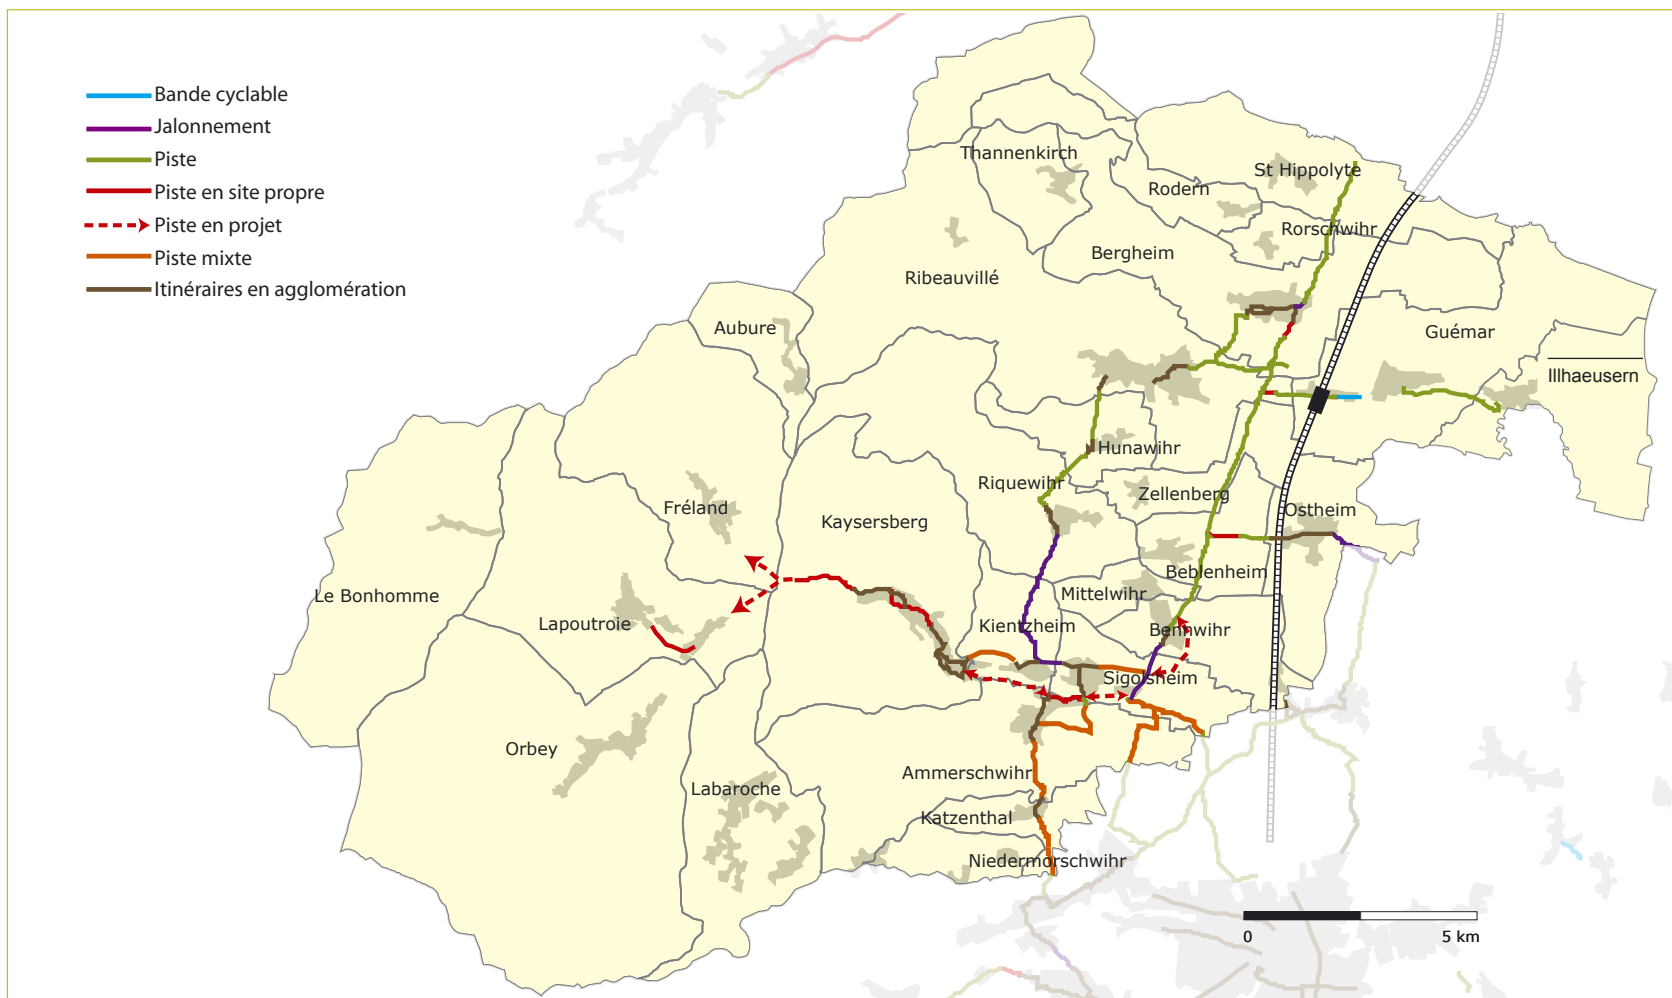 Bande cyclable
Jalonnement
Piste
Piste en site propre
Piste en projet
Piste mixte
Itinéraires en agglomération
Thannenkirch
St Hippolyte
Rodern
Rorschwihr
Bergheim
Ribeauvillé
Aubure
Guémar
Illhaeusern
Hunawihr
Riquewihr
Zellenberg
Fréland
Kaysersberg
Ostheim
Beblenheim
Le Bonhomme
Mittelwihr
Lapoutroie
Kientzheim
Bennwihr
Sigolsheim
Orbey
Ammerschwihr
Labaroche
Katzenthal
Niedermorschwihr
0 5 km